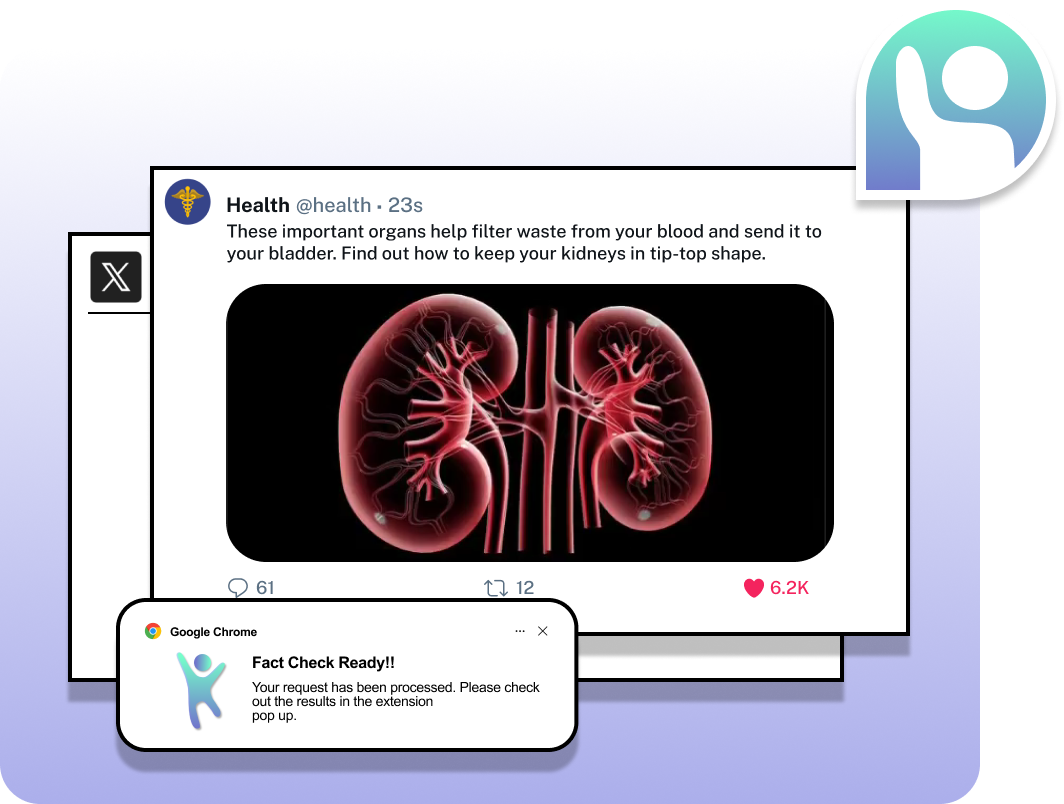 Health @health · 23s
These important organs help filter waste from your blood and send it to
your bladder. Find out how to keep your kidneys in tip-top shape.
X
61 12 6.2K
Google Chrome
Fact Check Ready!!
Your request has been processed. Please check
out the results in the extension
pop up.